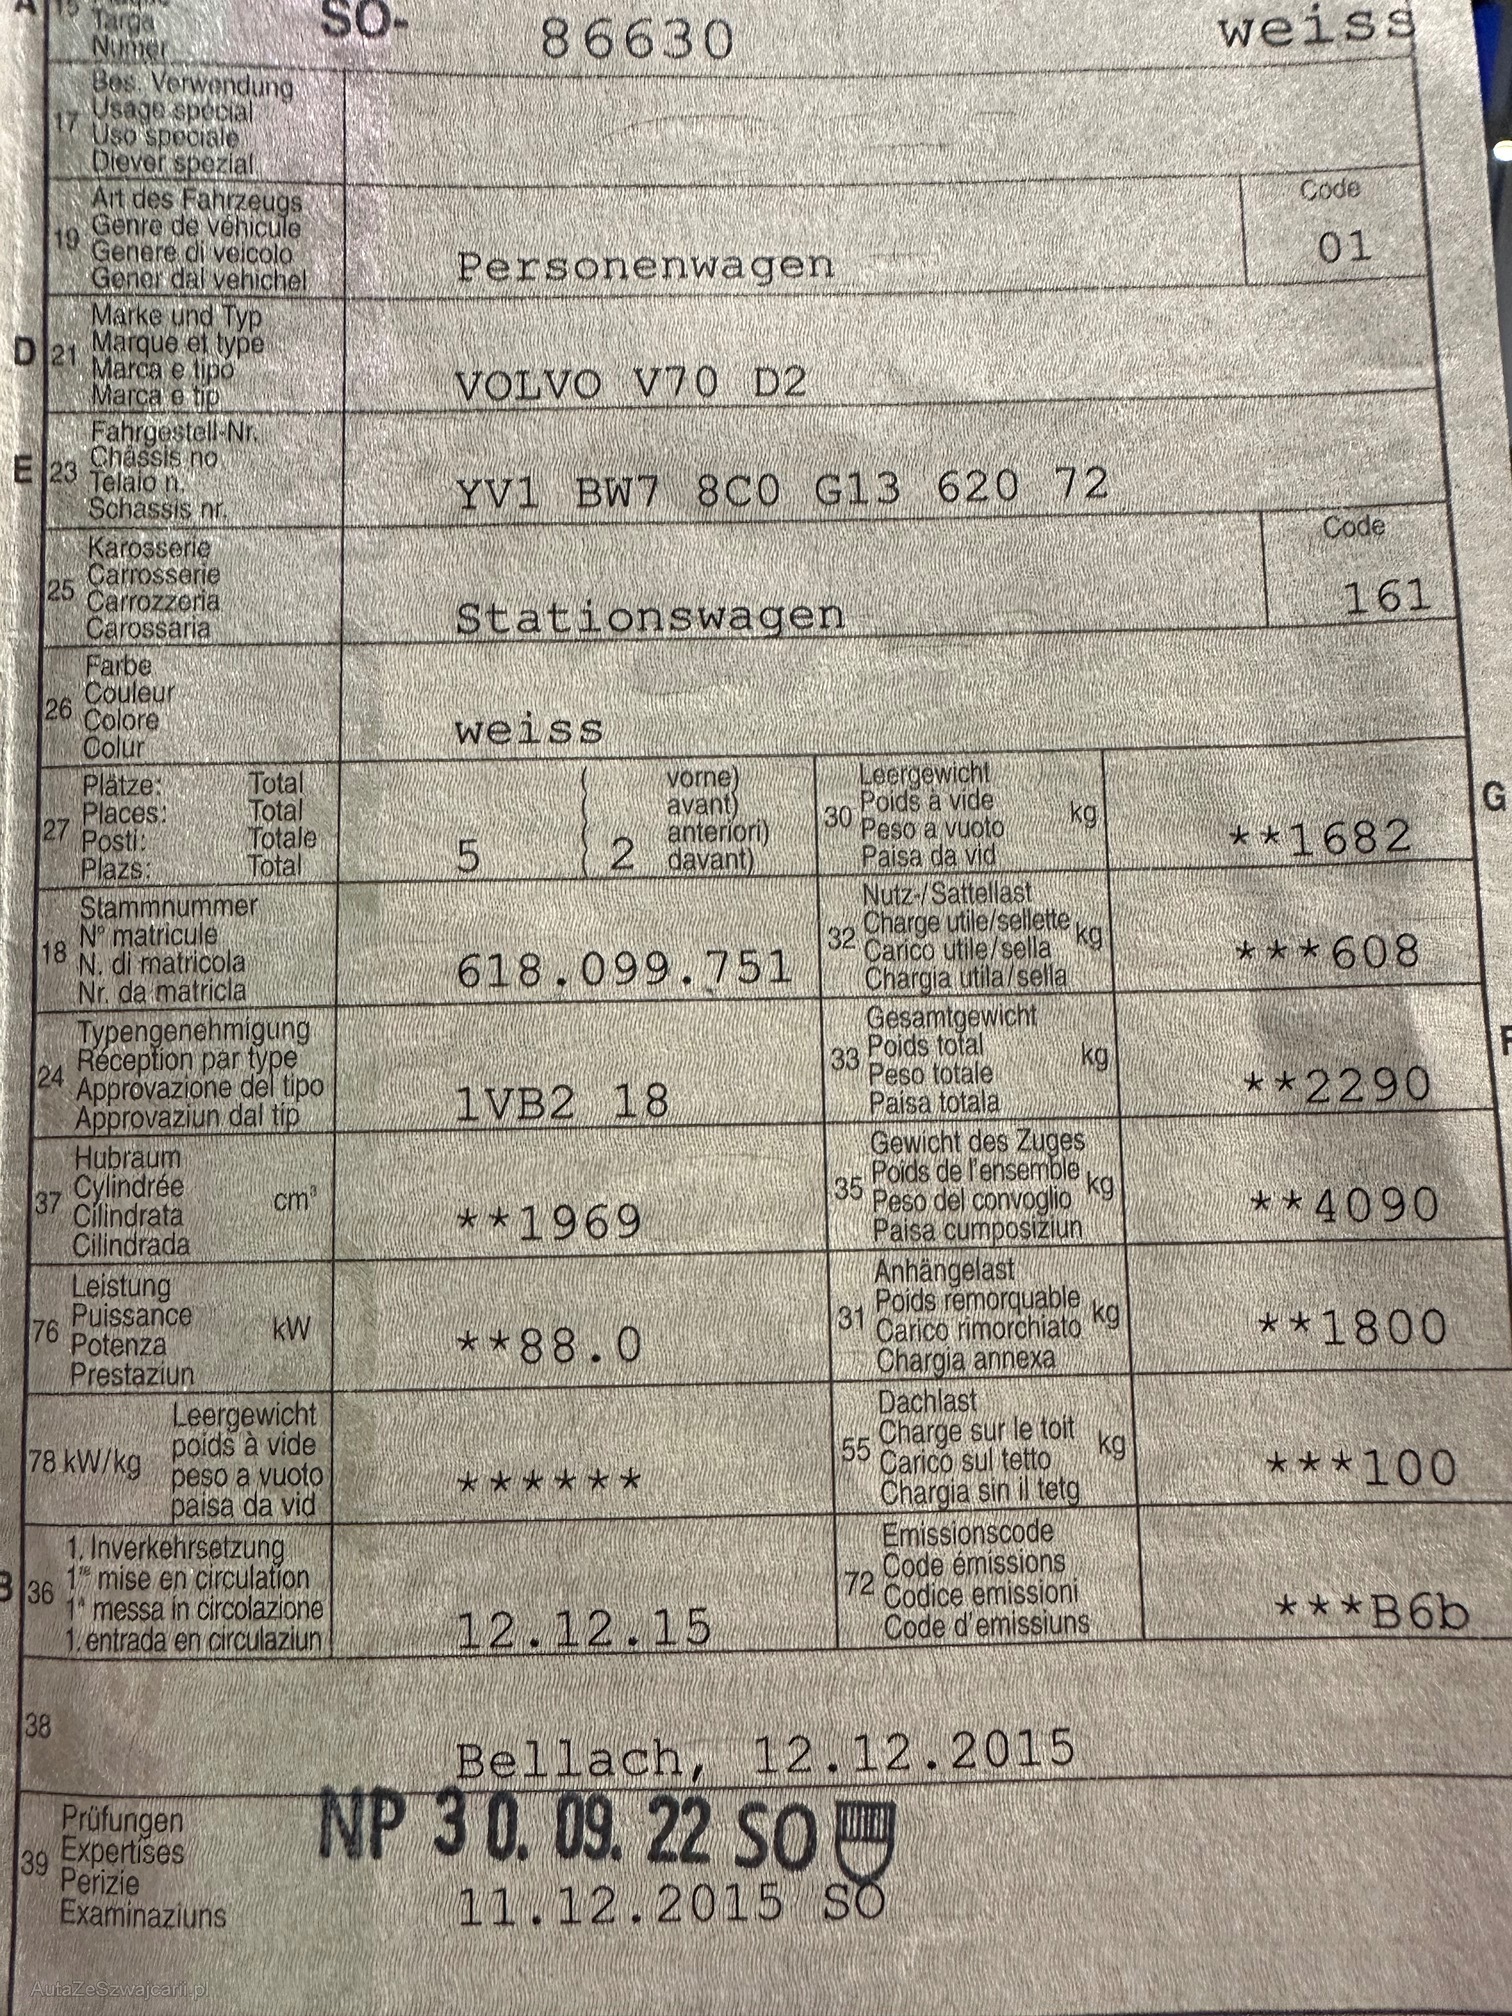 A 15
Targa
Numer
SO- 86630 weiss
17 Bes. Verwendung
Usage spécial
Uso speciale
Diever spezial
19 Art des Fahrzeugs
Genre de véhicule
Genere di veicolo
Gener dal vehichel
Personenwagen
Code
01
D 21 Marke und Typ
Marque et type
Marca e tipo
Marca e tip
VOLVO V70 D2
E 23 Fahrgestell-Nr.
Châssis no
Telaio n.
Schassis nr.
YV1 BW7 8C0 G13 620 72
25 Karosserie
Carrosserie
Carrozzeria
Carossaria
Stationswagen
Code
161
26 Farbe
Couleur
Colore
Colur
weiss
27 Plätze: Total
Places: Total
Posti: Totale
Plazs: Total
5 ( 2 vorne)
avant)
anteriori)
davant)
30 Leergewicht
Poids à vide
Peso a vuoto
Paisa da vid
kg
**1682
G
18 Stammnummer
N° matricule
N. di matricola
Nr. da matricla
618.099.751
32 Nutz-/Sattellast
Charge utile/sellette
Carico utile/sella
Chargia utila/sella
kg
***608
24 Typengenehmigung
Réception par type
Approvazione del tipo
Approvaziun dal tip
1VB2 18
33 Gesamtgewicht
Poids total
Peso totale
Paisa totala
kg
**2290
F
37 Hubraum
Cylindrée
Cilindrata
Cilindrada
cm³
**1969
35 Gewicht des Zuges
Poids de l'ensemble
Peso del convoglio
Paisa cumposiziun
kg
**4090
76 Leistung
Puissance
Potenza
Prestaziun
kW
**88.0
31 Anhängelast
Poids remorquable
Carico rimorchiato
Chargia annexa
kg
**1800
78 kW/kg
Leergewicht
poids à vide
peso a vuoto
paisa da vid
******
55 Dachlast
Charge sur le toit
Carico sul tetto
Chargia sin il tetg
kg
***100
B 36 1. Inverkehrsetzung
1re mise en circulation
1a messa in circolazione
1. entrada en circulaziun
12.12.15
72 Emissionscode
Code émissions
Codice emissioni
Code d'emissiuns
***B6b
38
Bellach, 12.12.2015
39 Prüfungen
Expertises
Perizie
Examinaziuns
NP 30. 09. 22 SO
11.12.2015 SO
AutaZeSzwajcarii.pl